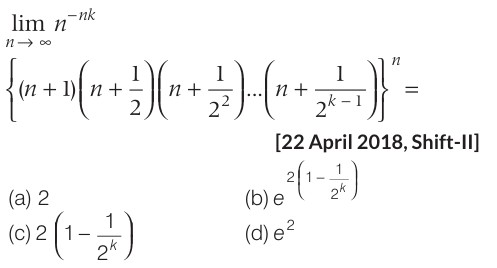 lim n^{-nk}
n→ ∞
{(n + 1)(n + 1/2)(n + 1/2^2)...(n + 1/2^{k − 1})}^n =
[22 April 2018, Shift-II]
(a) 2 (b) e^{2(1 − 1/2^k)}
(c) 2 (1 − 1/2^k) (d) e^2